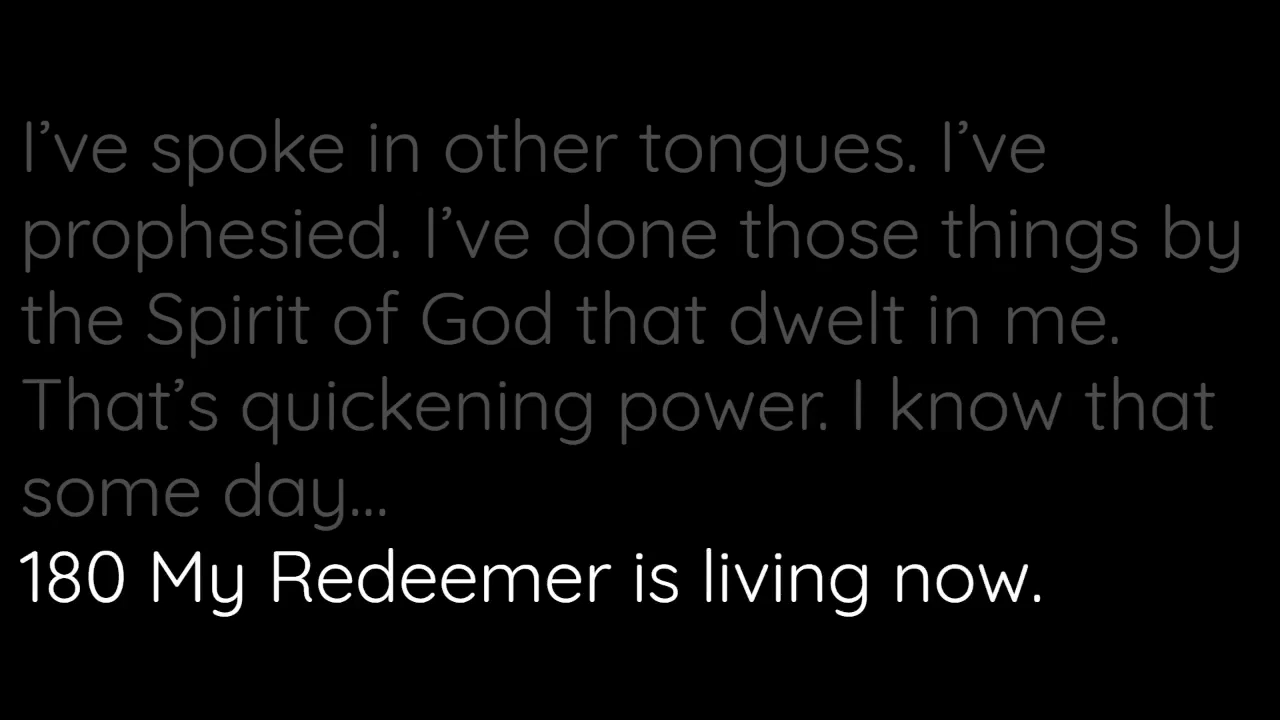 I’ve spoke in other tongues. I’ve
prophesied. I’ve done those things by
the Spirit of God that dwelt in me.
That’s quickening power. I know that
some day...
180 My Redeemer is living now.